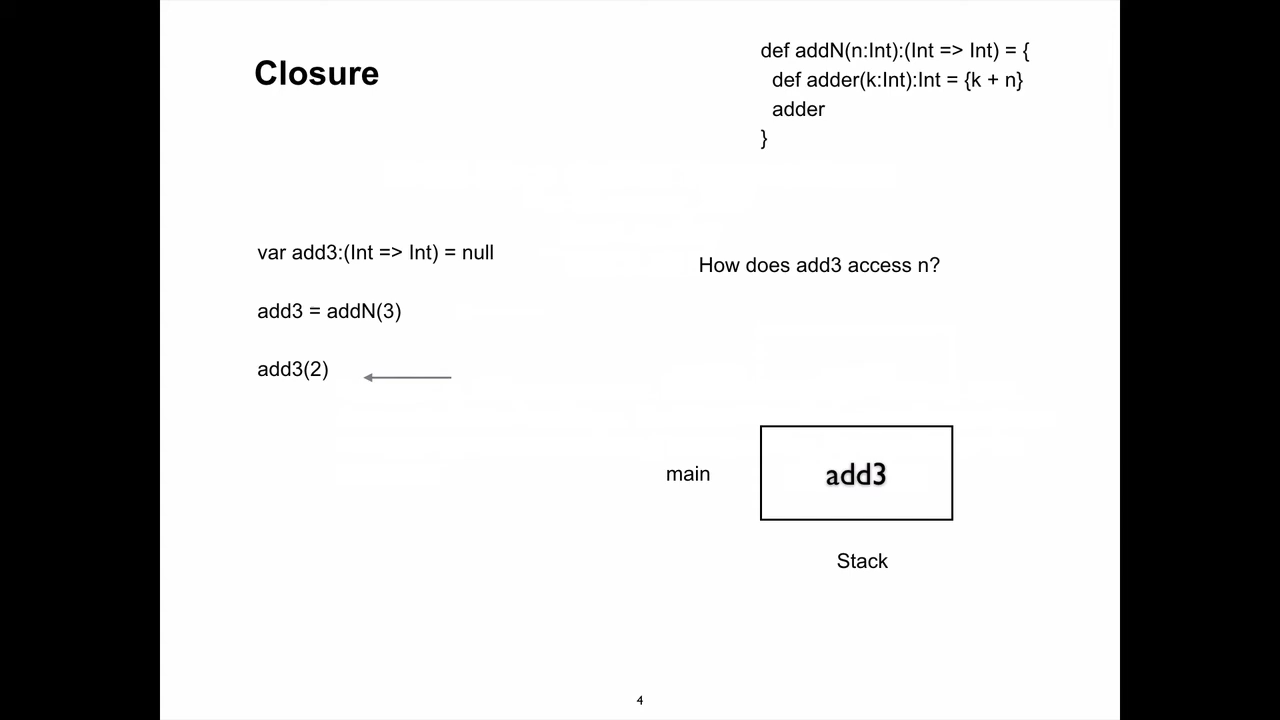 Closure
def addN(n:Int):(Int => Int) = {
def adder(k:Int):Int = {k + n}
adder
}
var add3:(Int => Int) = null
add3 = addN(3)
add3(2)
How does add3 access n?
main
add3
Stack
4